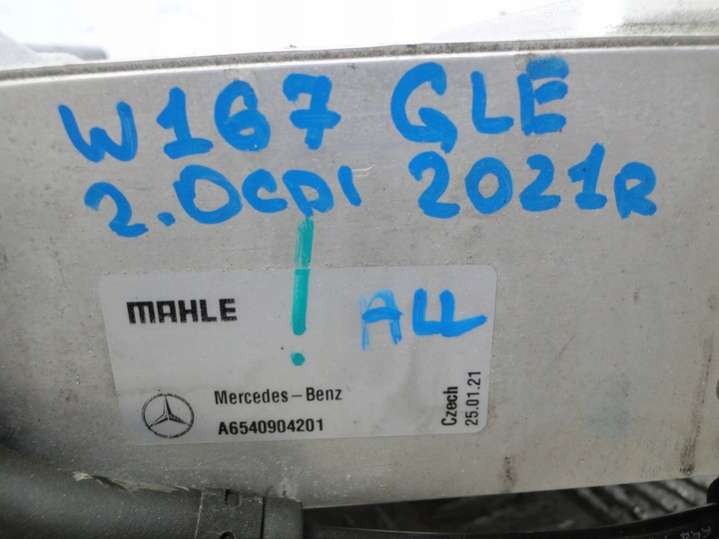 W167 GLE
2.0CDI 2021R
!
MAHLE
ALL
Mercedes-Benz
A6540904201
Czech
25.01.21